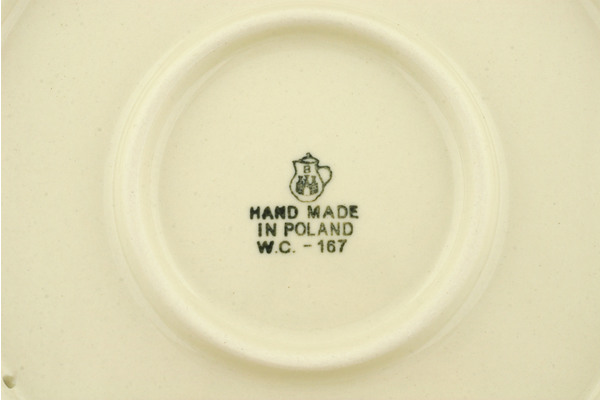 a
HAND MADE
IN POLAND
W.C. - 167